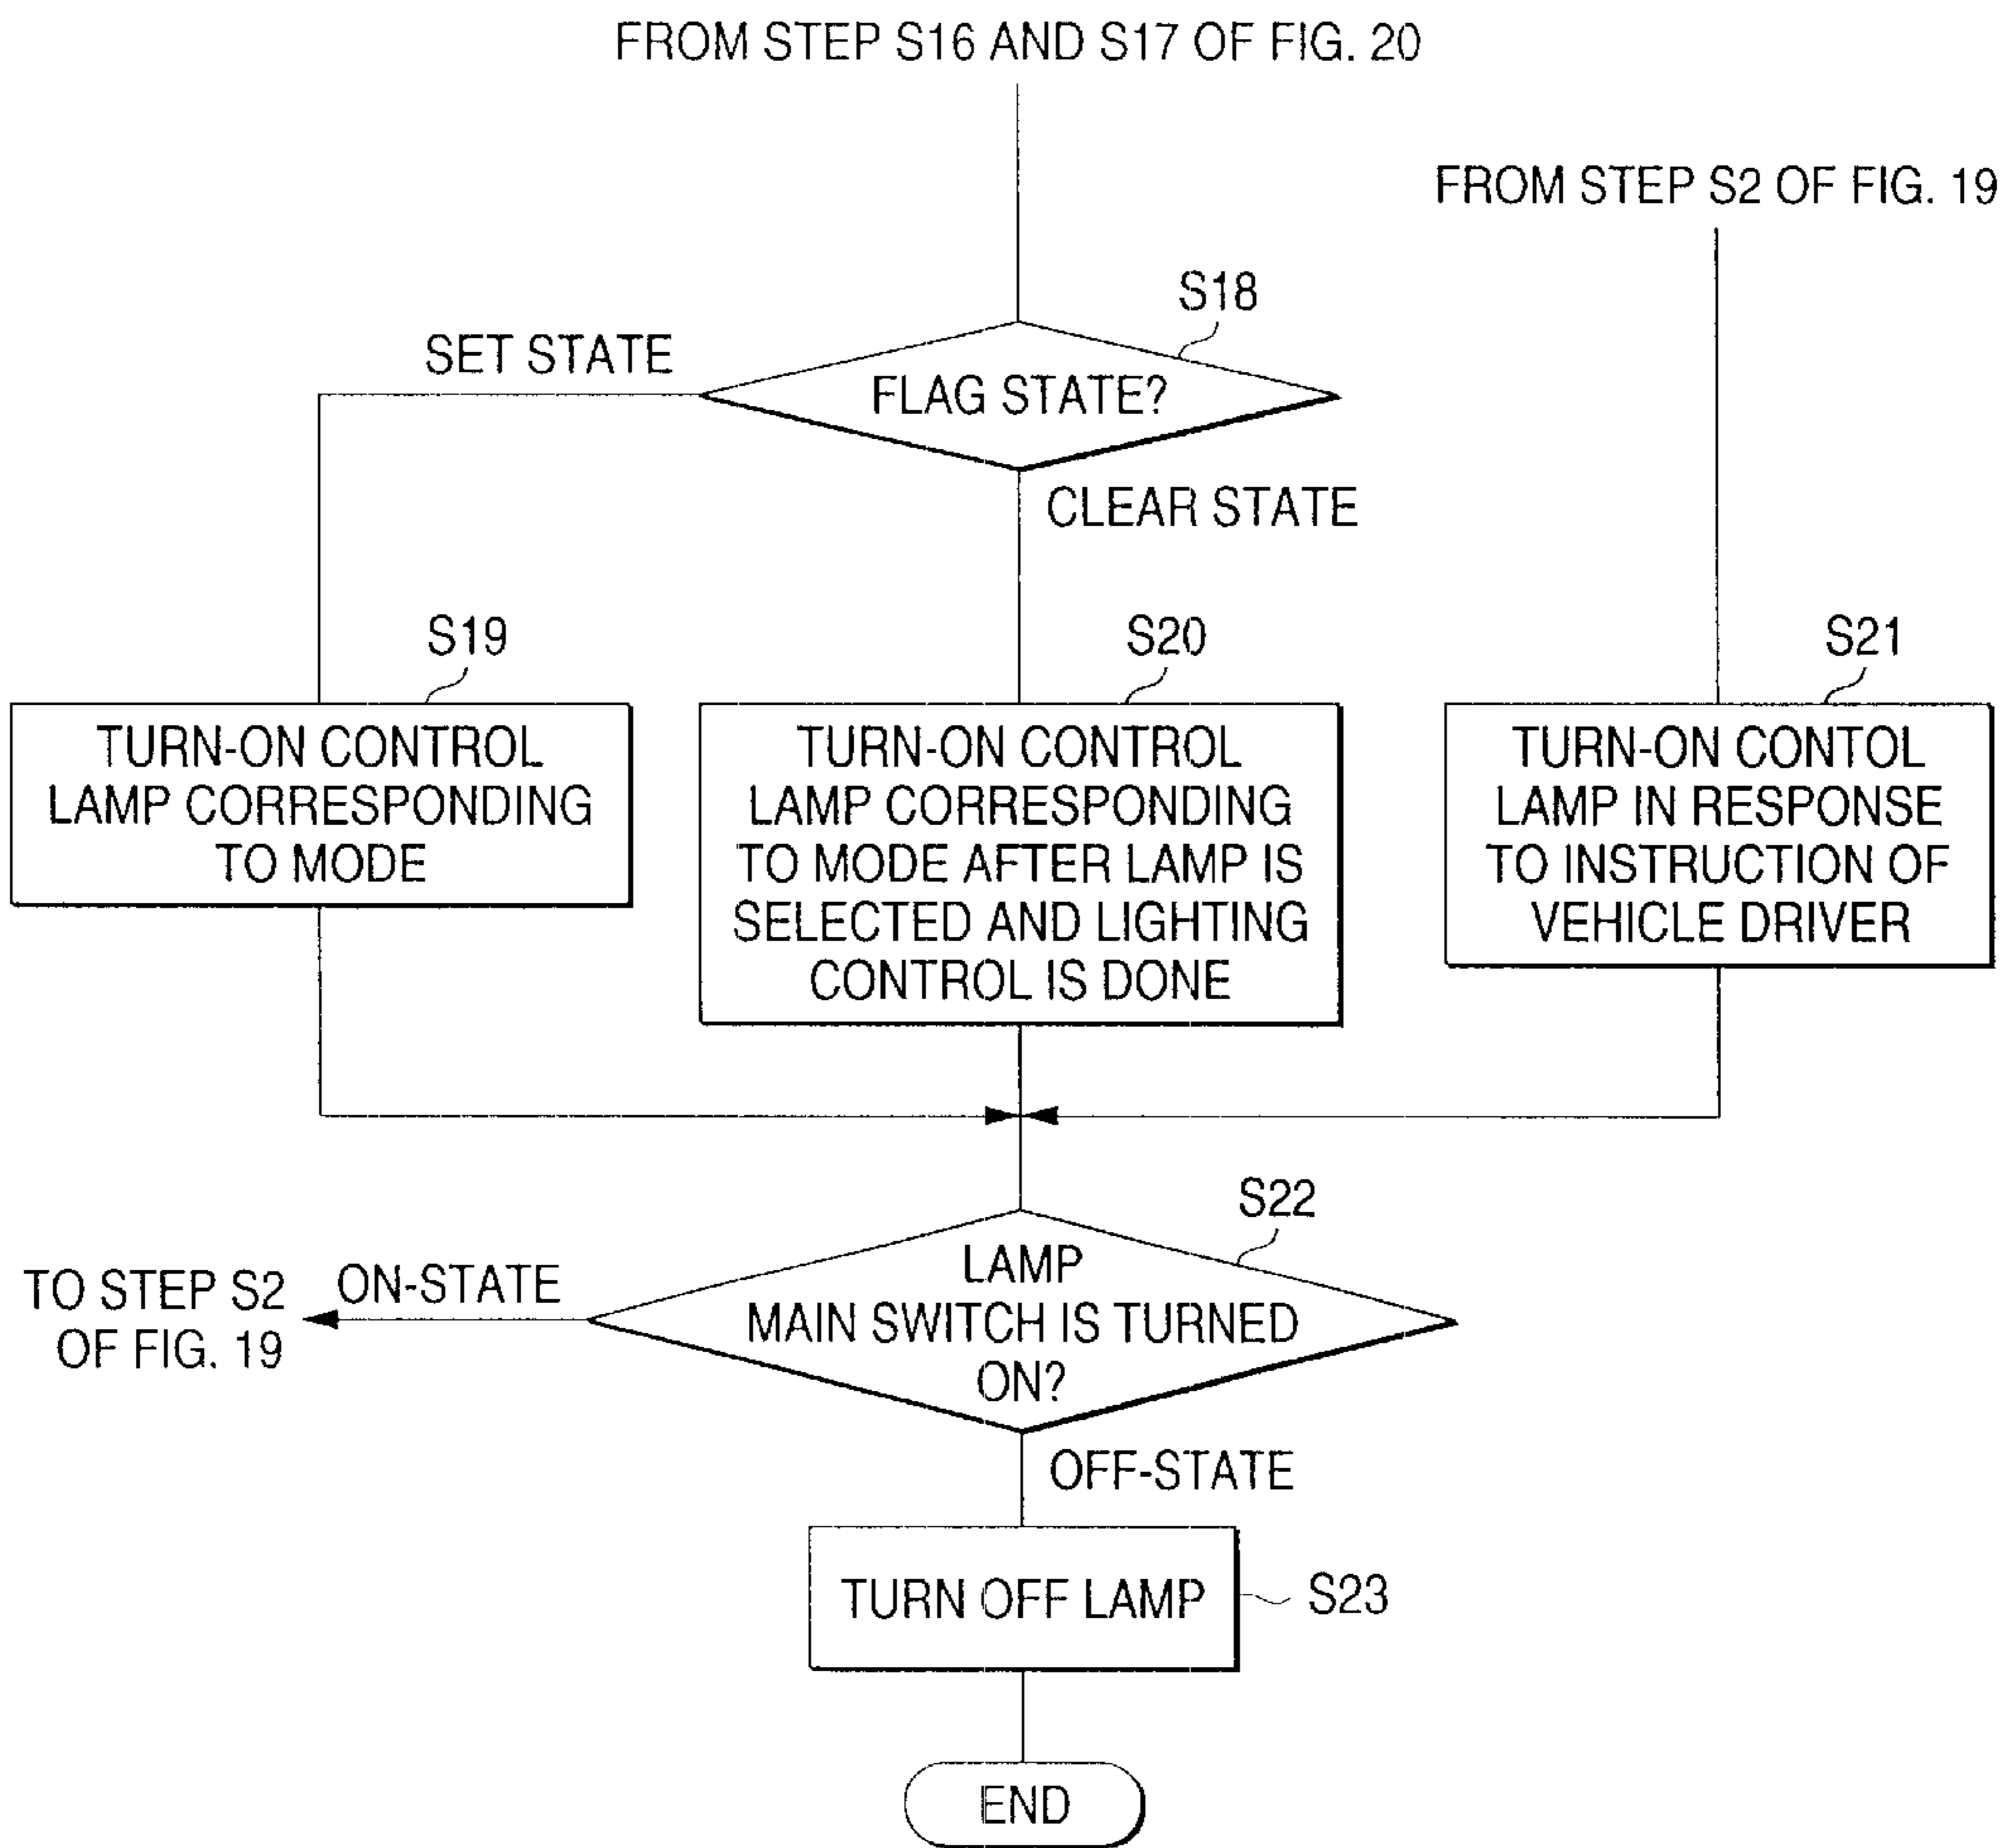 FROM STEP S16 AND S17 OF FIG. 20
FROM STEP S2 OF FIG. 19
S18
SET STATE
FLAG STATE?
CLEAR STATE
S19
TURN-ON CONTROL
LAMP CORRESPONDING
TO MODE
S20
TURN-ON CONTROL
LAMP CORRESPONDING
TO MODE AFTER LAMP IS
SELECTED AND LIGHTING
CONTROL IS DONE
S21
TURN-ON CONTOL
LAMP IN RESPONSE
TO INSTRUCTION OF
VEHICLE DRIVER
S22
LAMP
MAIN SWITCH IS TURNED
ON?
ON-STATE
TO STEP S2
OF FIG. 19
OFF-STATE
TURN OFF LAMP
S23
END